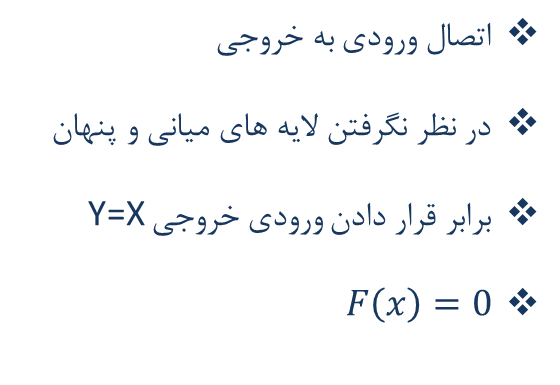 ❖ اتصال ورودی به خروجی
❖ در نظر نگرفتن لایه های میانی و پنهان
❖ برابر قرار دادن ورودی خروجی Y=X
❖ F(x) = 0